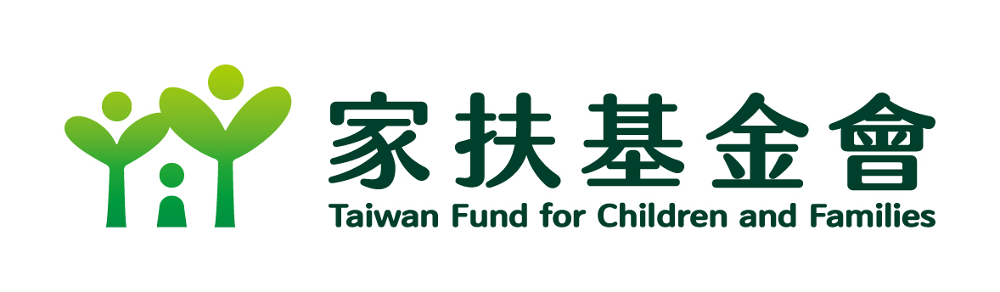 家扶基金會
Taiwan Fund for Children and Families